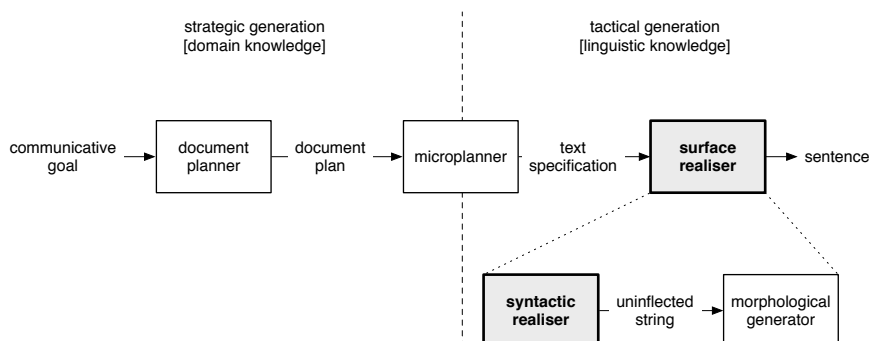 strategic generation
[domain knowledge]
tactical generation
[linguistic knowledge]
communicative
goal
document
planner
document
plan
microplanner
text
specification
surface
realiser
sentence
syntactic
realiser
uninflected
string
morphological
generator